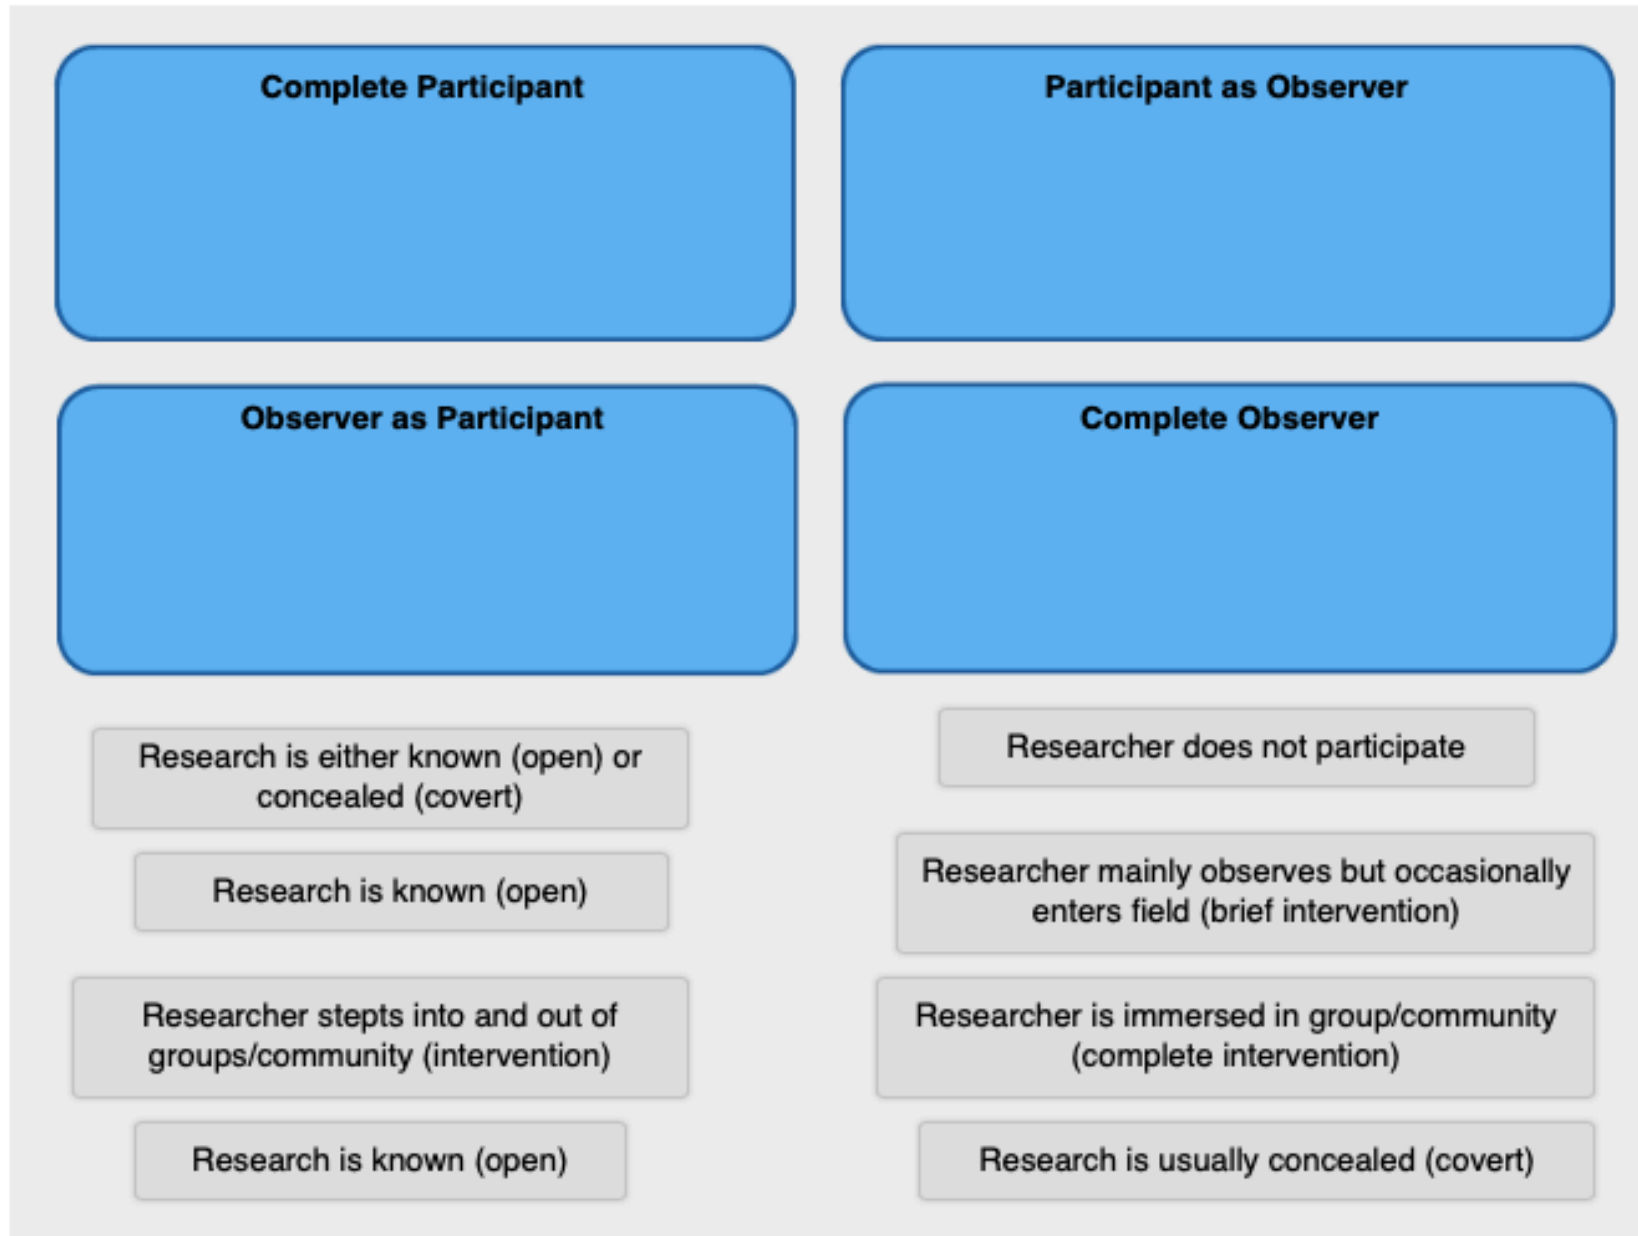 Complete Participant
Participant as Observer
Observer as Participant
Complete Observer
Research is either known (open) or
concealed (covert)
Researcher does not participate
Research is known (open)
Researcher mainly observes but occasionally
enters field (brief intervention)
Researcher stepts into and out of
groups/community (intervention)
Researcher is immersed in group/community
(complete intervention)
Research is known (open)
Research is usually concealed (covert)